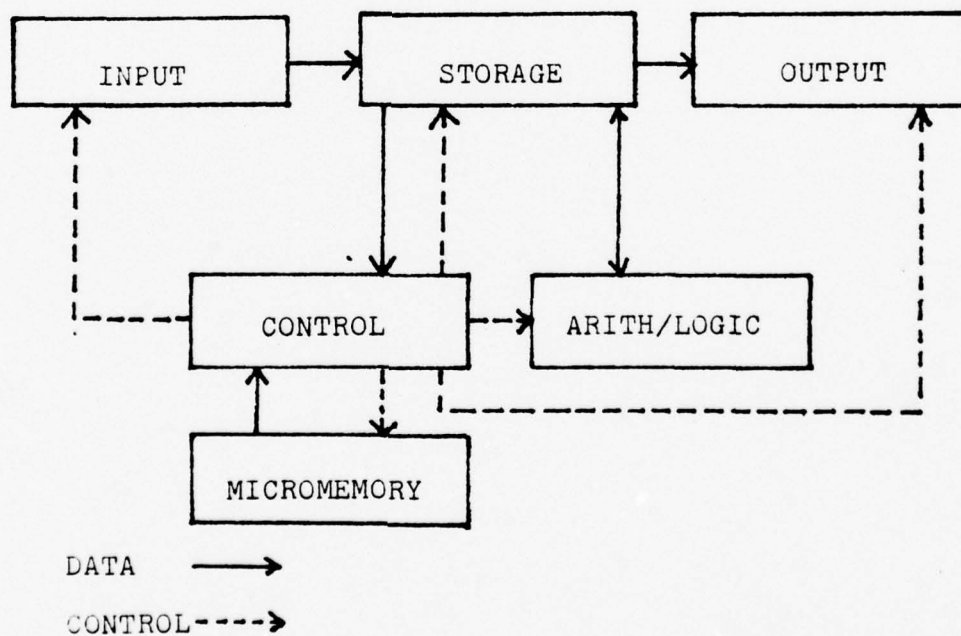 INPUT
STORAGE
OUTPUT
CONTROL
ARITH/LOGIC
MICROMEMORY
DATA
CONTROL